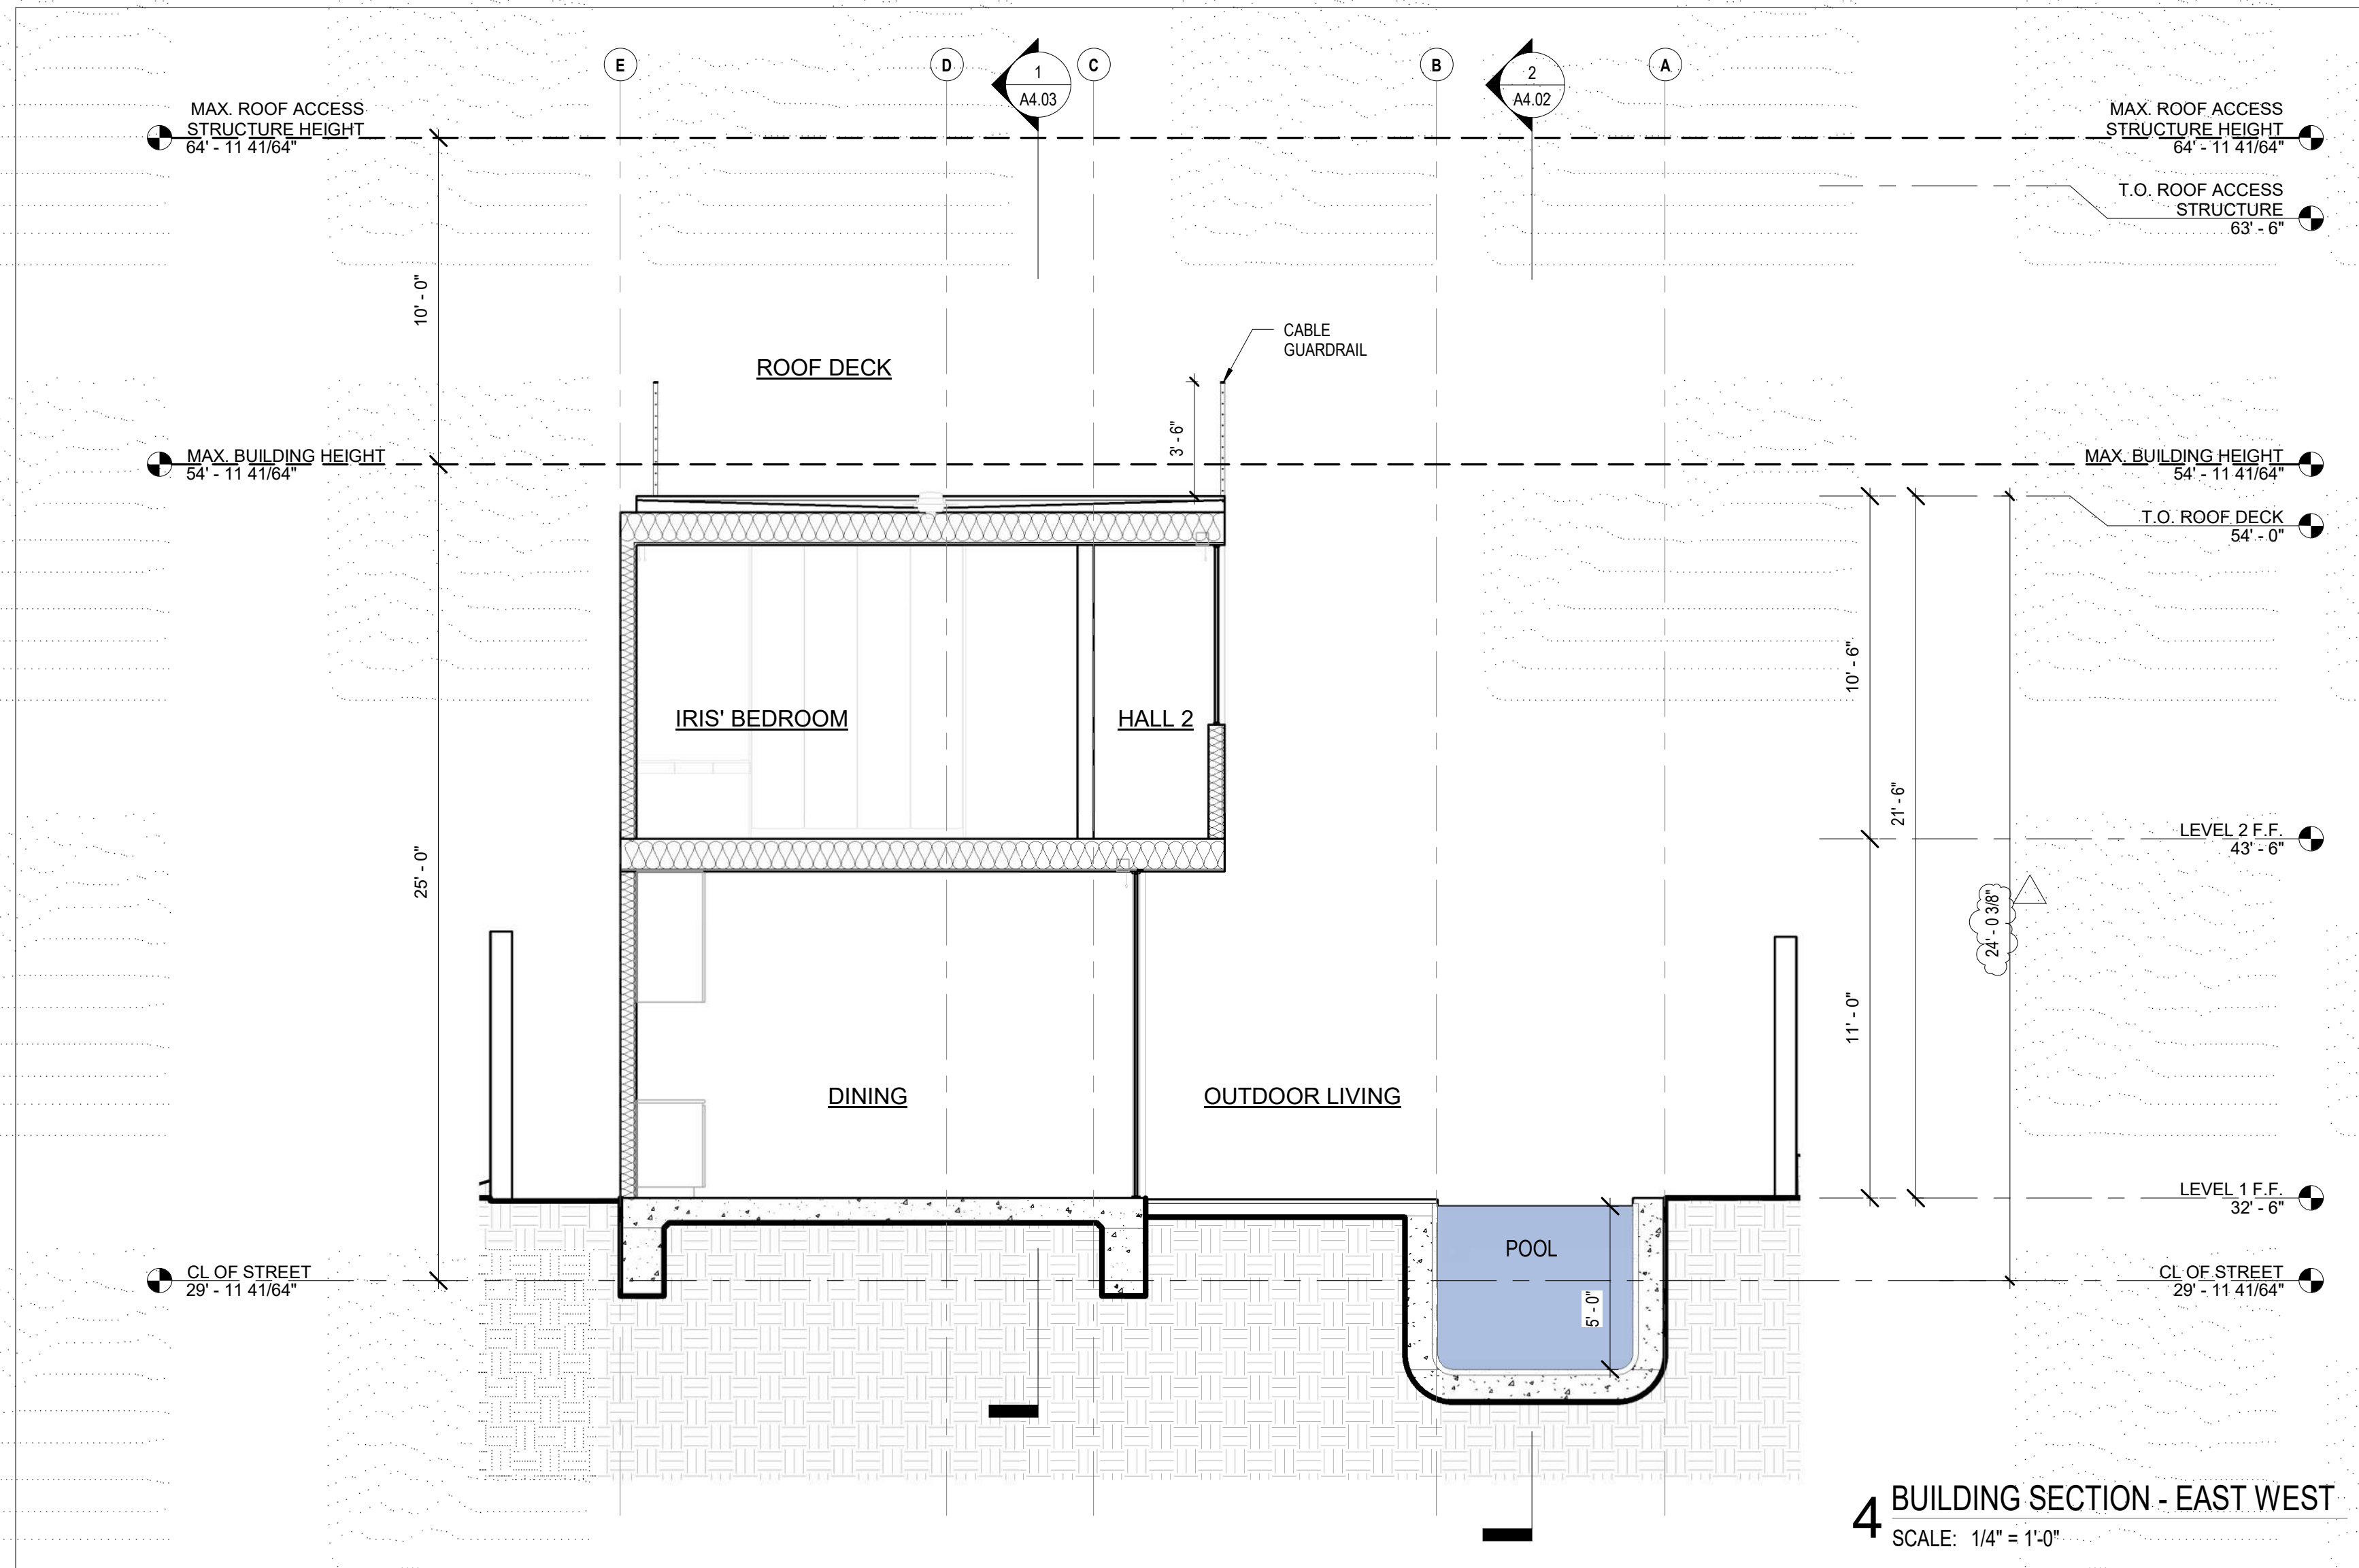 E
D
1
A4.03
C
B
2
A4.02
A
MAX. ROOF ACCESS
STRUCTURE HEIGHT
64' - 11 41/64"
MAX. ROOF ACCESS
STRUCTURE HEIGHT
64' - 11 41/64"
T.O. ROOF ACCESS
STRUCTURE
63' - 6"
10' - 0"
CABLE
GUARDRAIL
ROOF DECK
3' - 6"
MAX. BUILDING HEIGHT
54' - 11 41/64"
MAX. BUILDING HEIGHT
54' - 11 41/64"
T.O. ROOF DECK
54' - 0"
10' - 6"
IRIS' BEDROOM
HALL 2
21' - 6"
LEVEL 2 F.F.
43' - 6"
25' - 0"
24' - 0 3/8"
11' - 0"
DINING
OUTDOOR LIVING
LEVEL 1 F.F.
32' - 6"
POOL
CL OF STREET
29' - 11 41/64"
CL OF STREET
29' - 11 41/64"
5' - 0"
4 BUILDING SECTION - EAST WEST
SCALE: 1/4" = 1'-0"